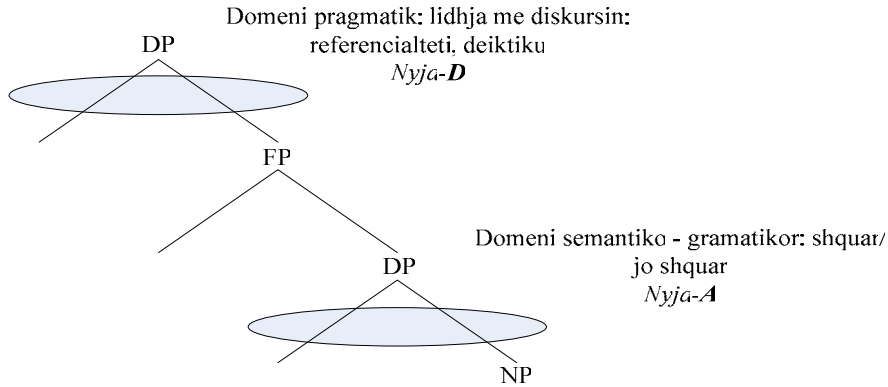 Domeni pragmatik: lidhja me diskursin:
referencialteti, deiktiku
Nyja-D
DP
FP
Domeni semantiko - gramatikor: shquar/
jo shquar
Nyja-A
DP
NP